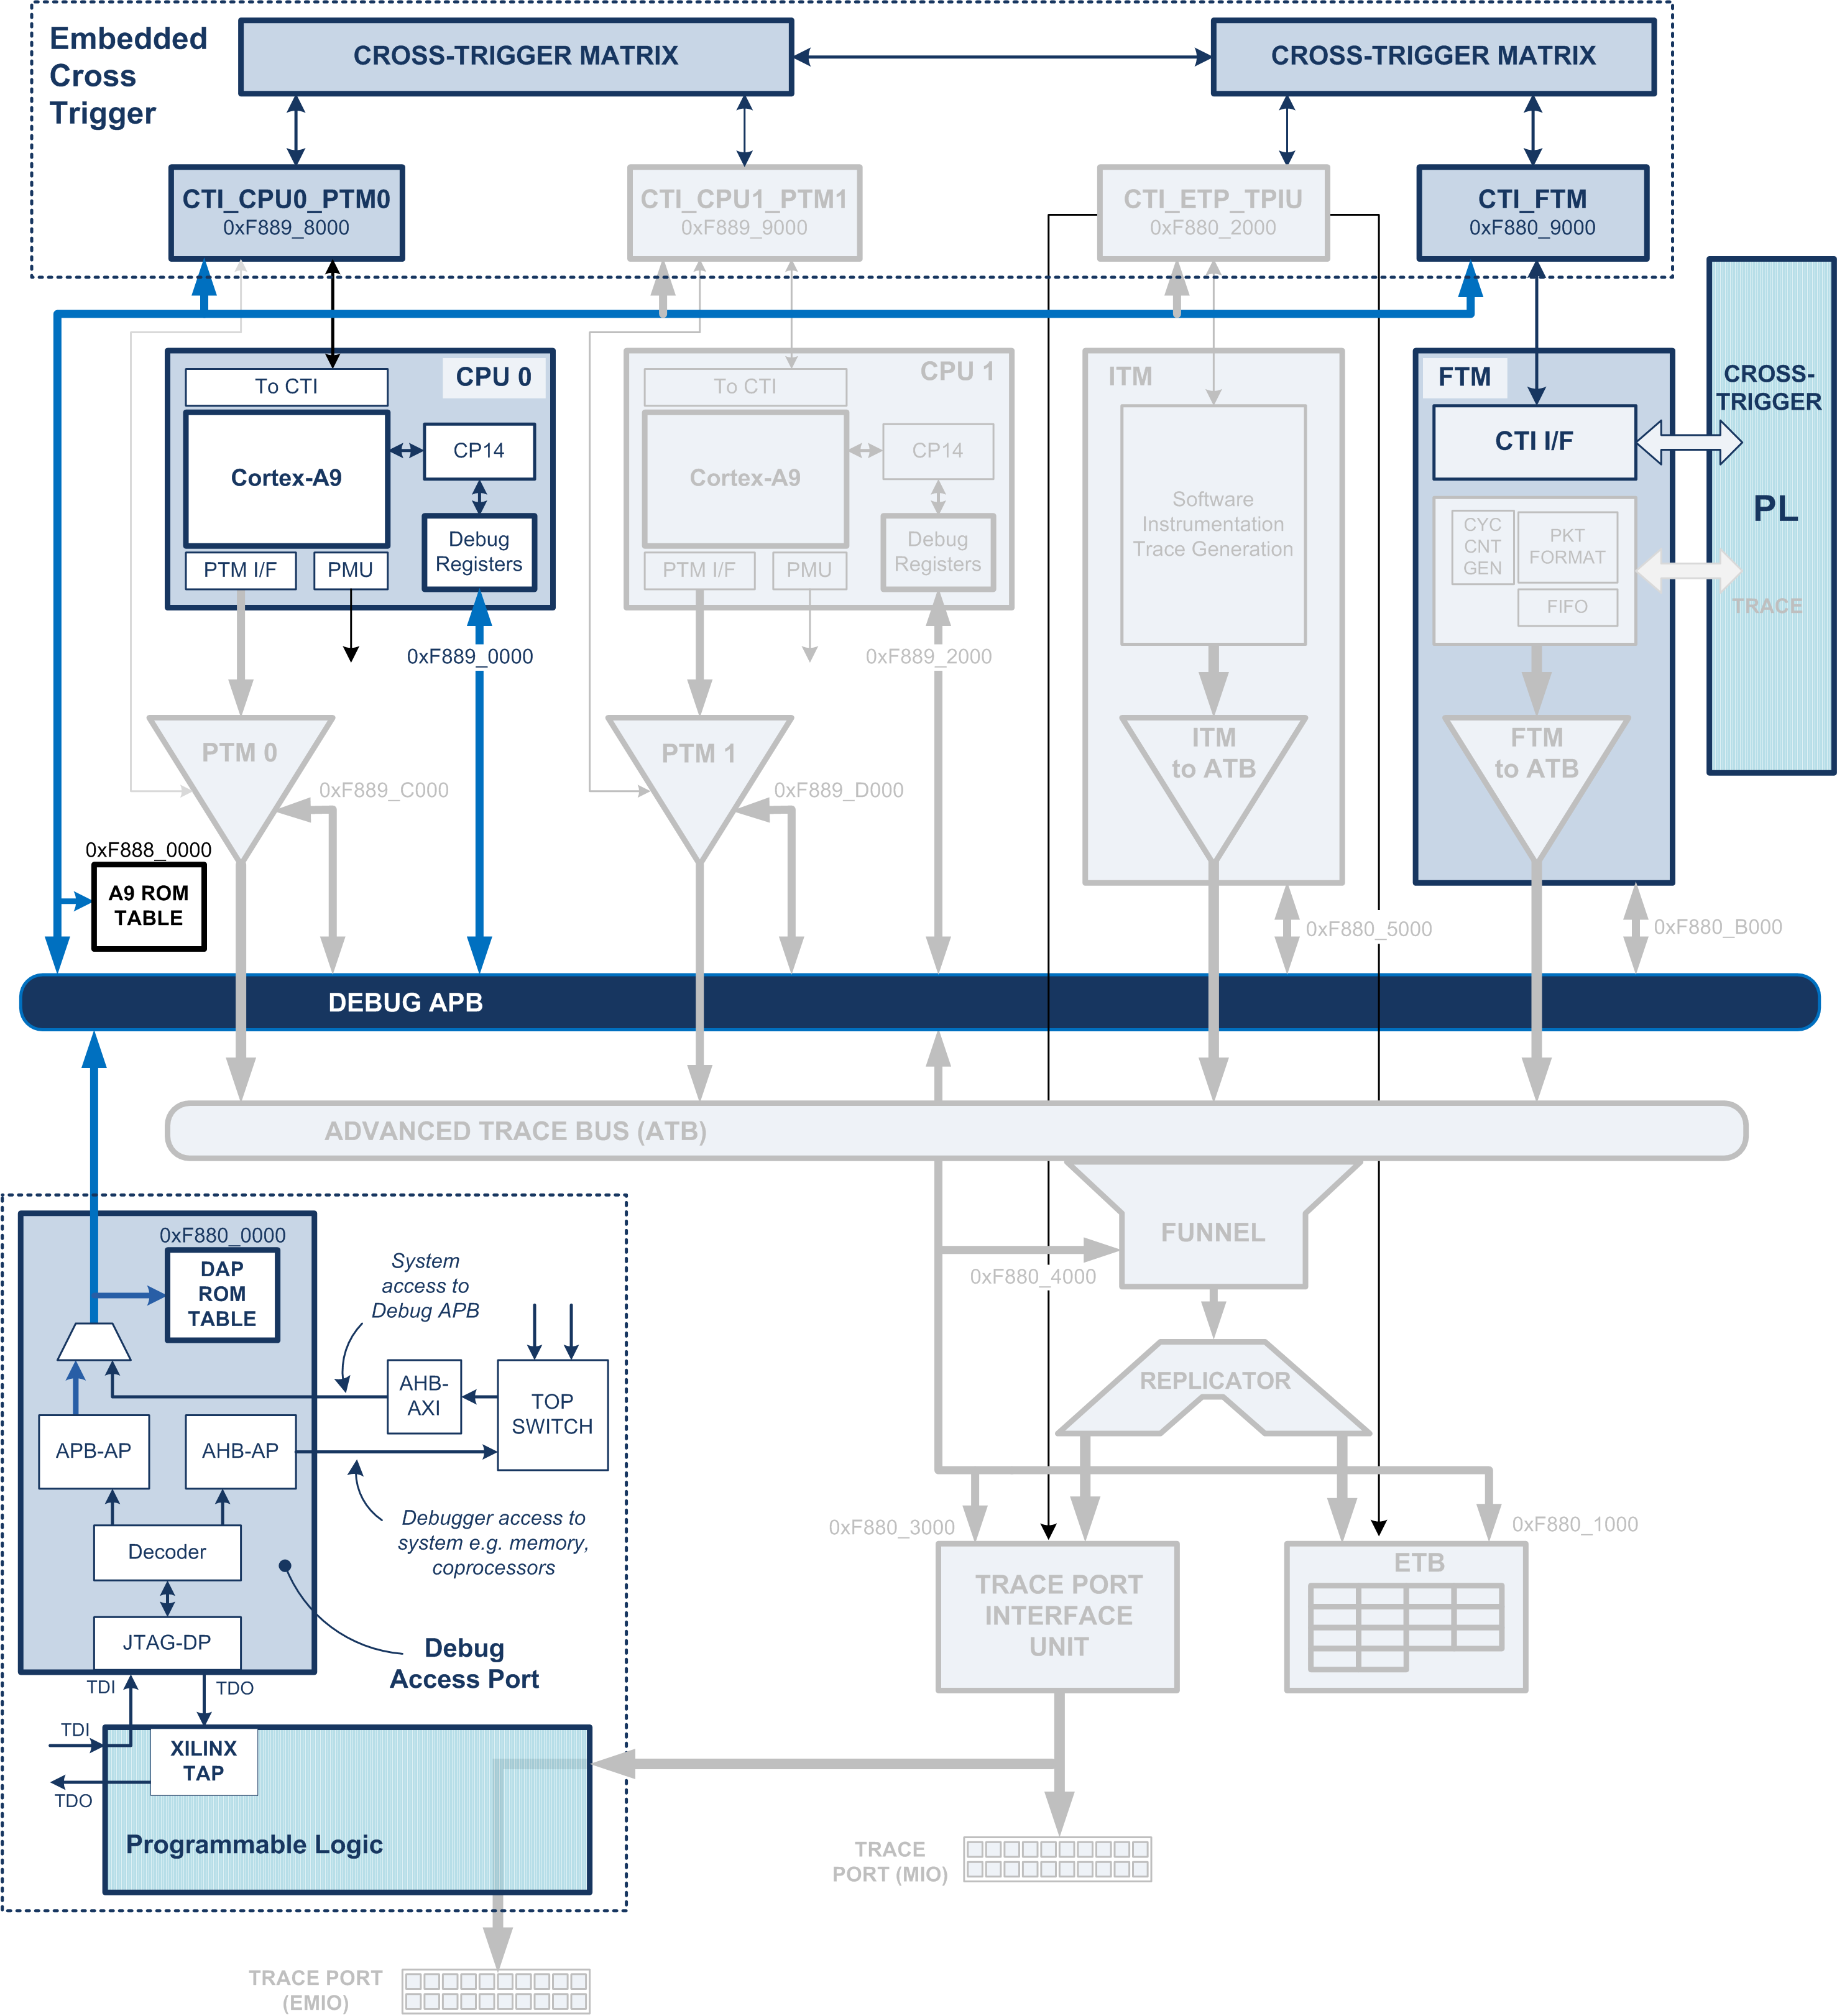 Embedded
Cross
Trigger
CROSS-TRIGGER MATRIX
CROSS-TRIGGER MATRIX
CTI_CPU0_PTM0
0xF889_8000
CTI_CPU1_PTM1
0xF889_9000
CTI_ETP_TPIU
0xF880_2000
CTI_FTM
0xF880_9000
CPU 0
To CTI
Cortex-A9
CP14
Debug
Registers
PTM I/F
PMU
0xF889_0000
CPU 1
To CTI
Cortex-A9
CP14
Debug
Registers
PTM I/F
PMU
0xF889_2000
ITM
Software
Instrumentation
Trace Generation
ITM
to ATB
FTM
CTI I/F
CYC
CNT
GEN
PKT
FORMAT
FIFO
FTM
to ATB
CROSS-
TRIGGER
PL
TRACE
PTM 0
0xF889_C000
PTM 1
0xF889_D000
0xF888_0000
A9 ROM
TABLE
0xF880_5000
0xF880_B000
DEBUG APB
ADVANCED TRACE BUS (ATB)
0xF880_0000
DAP
ROM
TABLE
System
access to
Debug APB
AHB-
AXI
TOP
SWITCH
APB-AP
AHB-AP
Debugger access to
system e.g. memory,
coprocessors
Decoder
JTAG-DP
Debug
Access Port
TDI
TDO
TDI
TDO
XILINX
TAP
Programmable Logic
FUNNEL
0xF880_4000
REPLICATOR
0xF880_3000
0xF880_1000
TRACE PORT
INTERFACE
UNIT
ETB
TRACE
PORT (MIO)
TRACE PORT
(EMIO)